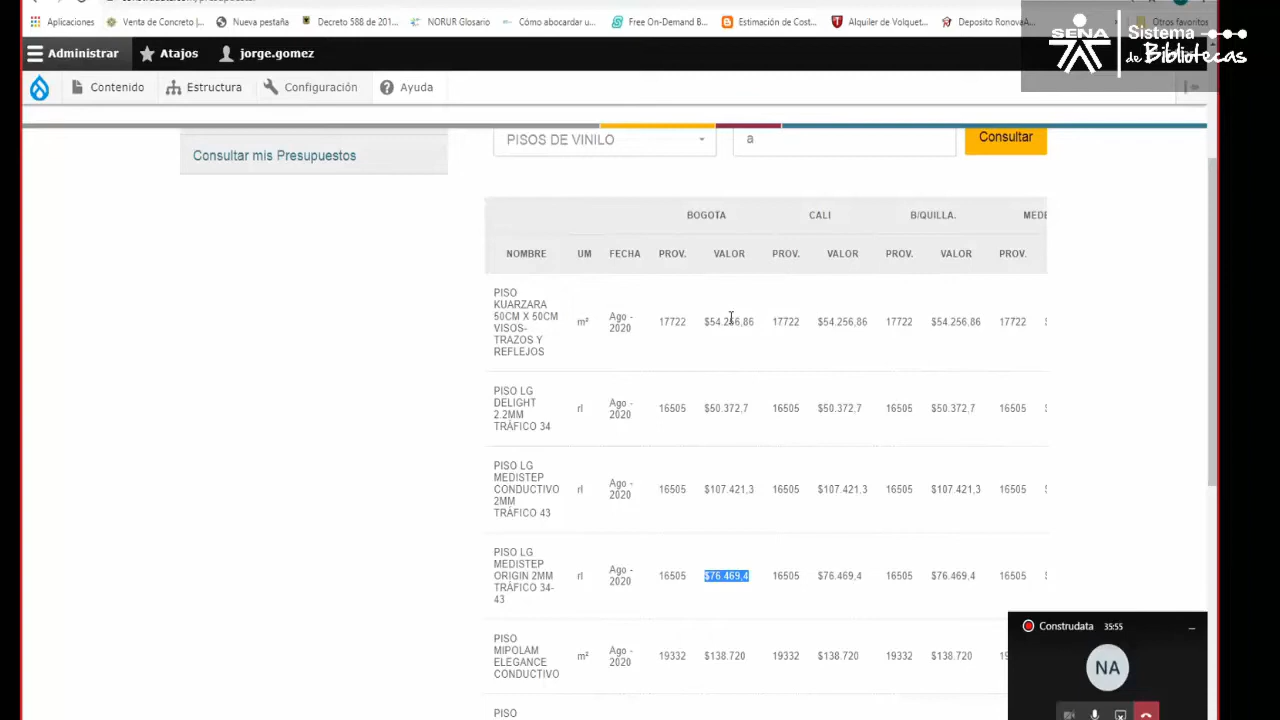 Aplicaciones Venta de Concreto |... Nueva pestaña Decreto 588 de 201... NORUR Glosario Cómo abocardar u... Free On-Demand B... Estimación de Cost... Alquiler de Volquet... Deposito RenovaA... Otros favoritos
SENA Sistema de Bibliotecas
Administrar Atajos jorge.gomez
Contenido Estructura Configuración Ayuda
PISOS DE VINILO a Consultar
Consultar mis Presupuestos
BOGOTA CALI B/QUILLA. MEDE
NOMBRE UM FECHA PROV. VALOR PROV. VALOR PROV. VALOR PROV.
PISO
KUARZARA
50CM X 50CM
VISOS-
TRAZOS Y
REFLEJOS
m² Ago - 2020 17722 $54.256,86 17722 $54.256,86 17722 $54.256,86 17722
PISO LG
DELIGHT
2.2MM
TRÁFICO 34
rl Ago - 2020 16505 $50.372,7 16505 $50.372,7 16505 $50.372,7 16505
PISO LG
MEDISTEP
CONDUCTIVO
2MM
TRÁFICO 43
rl Ago - 2020 16505 $107.421,3 16505 $107.421,3 16505 $107.421,3 16505
PISO LG
MEDISTEP
ORIGIN 2MM
TRÁFICO 34-
43
rl Ago - 2020 16505 $76.469,4 16505 $76.469,4 16505 $76.469,4 16505
PISO
MIPOLAM
ELEGANCE
CONDUCTIVO
m² Ago - 2020 19332 $138.720 19332 $138.720 19332 $138.720 19
PISO
Construdata 35:55
NA